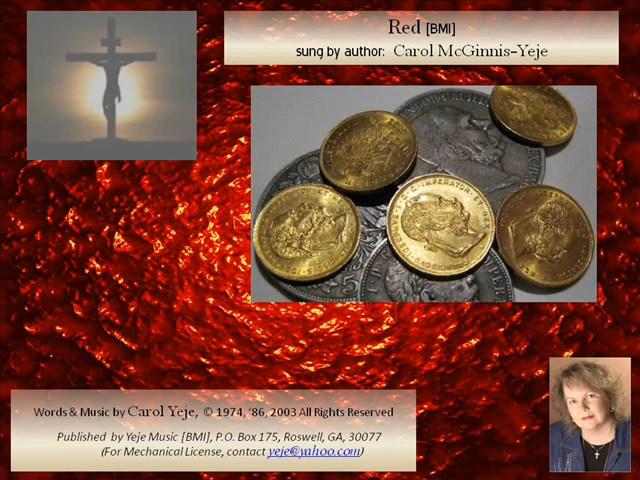 Red [BMI]
sung by author: Carol McGinnis-Yeje
Words & Music by Carol Yeje, © 1974, ‘86, 2003 All Rights Reserved
Published by Yeje Music [BMI], P.O. Box 175, Roswell, GA, 30077
(For Mechanical License, contact yeje@yahoo.com)